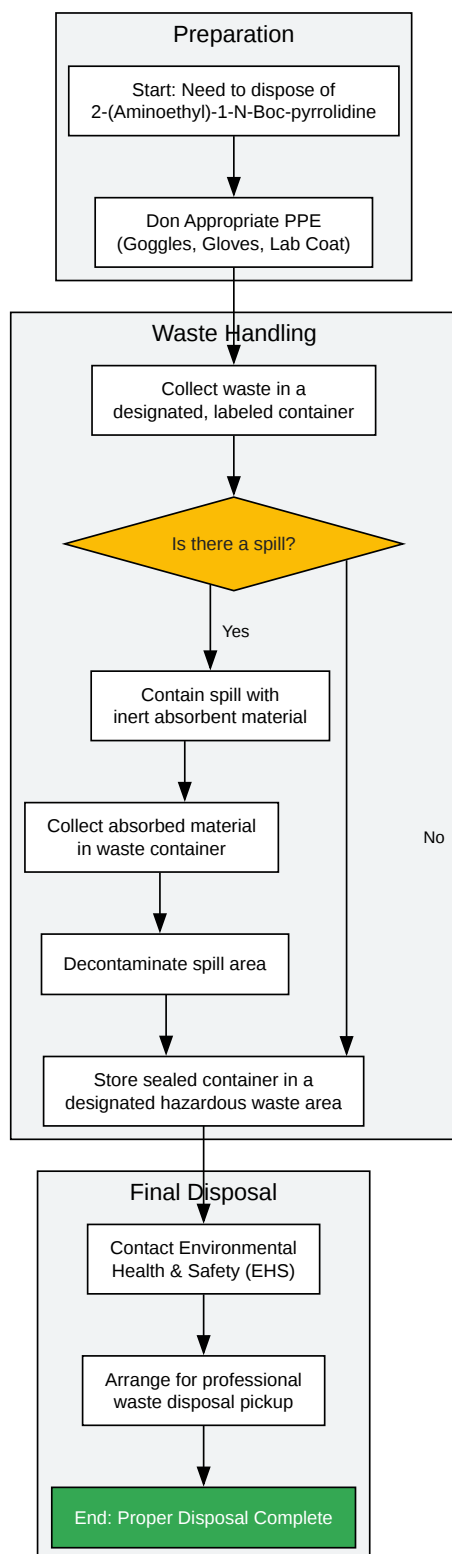 Preparation
Start: Need to dispose of
2-(Aminoethyl)-1-N-Boc-pyrrolidine
Don Appropriate PPE
(Goggles, Gloves, Lab Coat)
Waste Handling
Collect waste in a
designated, labeled container
Is there a spill?
Yes
Contain spill with
inert absorbent material
Collect absorbed material
in waste container
No
Decontaminate spill area
Store sealed container in a
designated hazardous waste area
Final Disposal
Contact Environmental
Health & Safety (EHS)
Arrange for professional
waste disposal pickup
End: Proper Disposal Complete